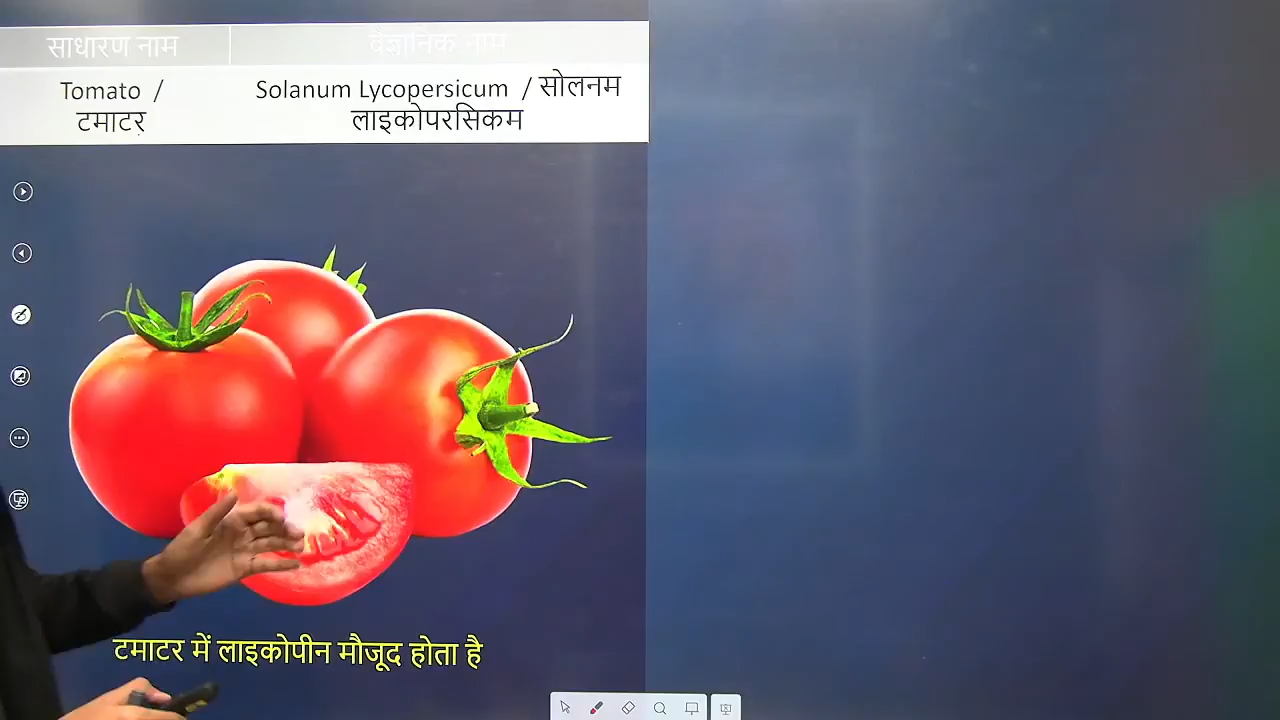 साधारण नाम
वैज्ञानिक नाम
Tomato /
टमाटर
Solanum Lycopersicum / सोलनम
लाइकोपरसिकम
टमाटर में लाइकोपीन मौजूद होता है